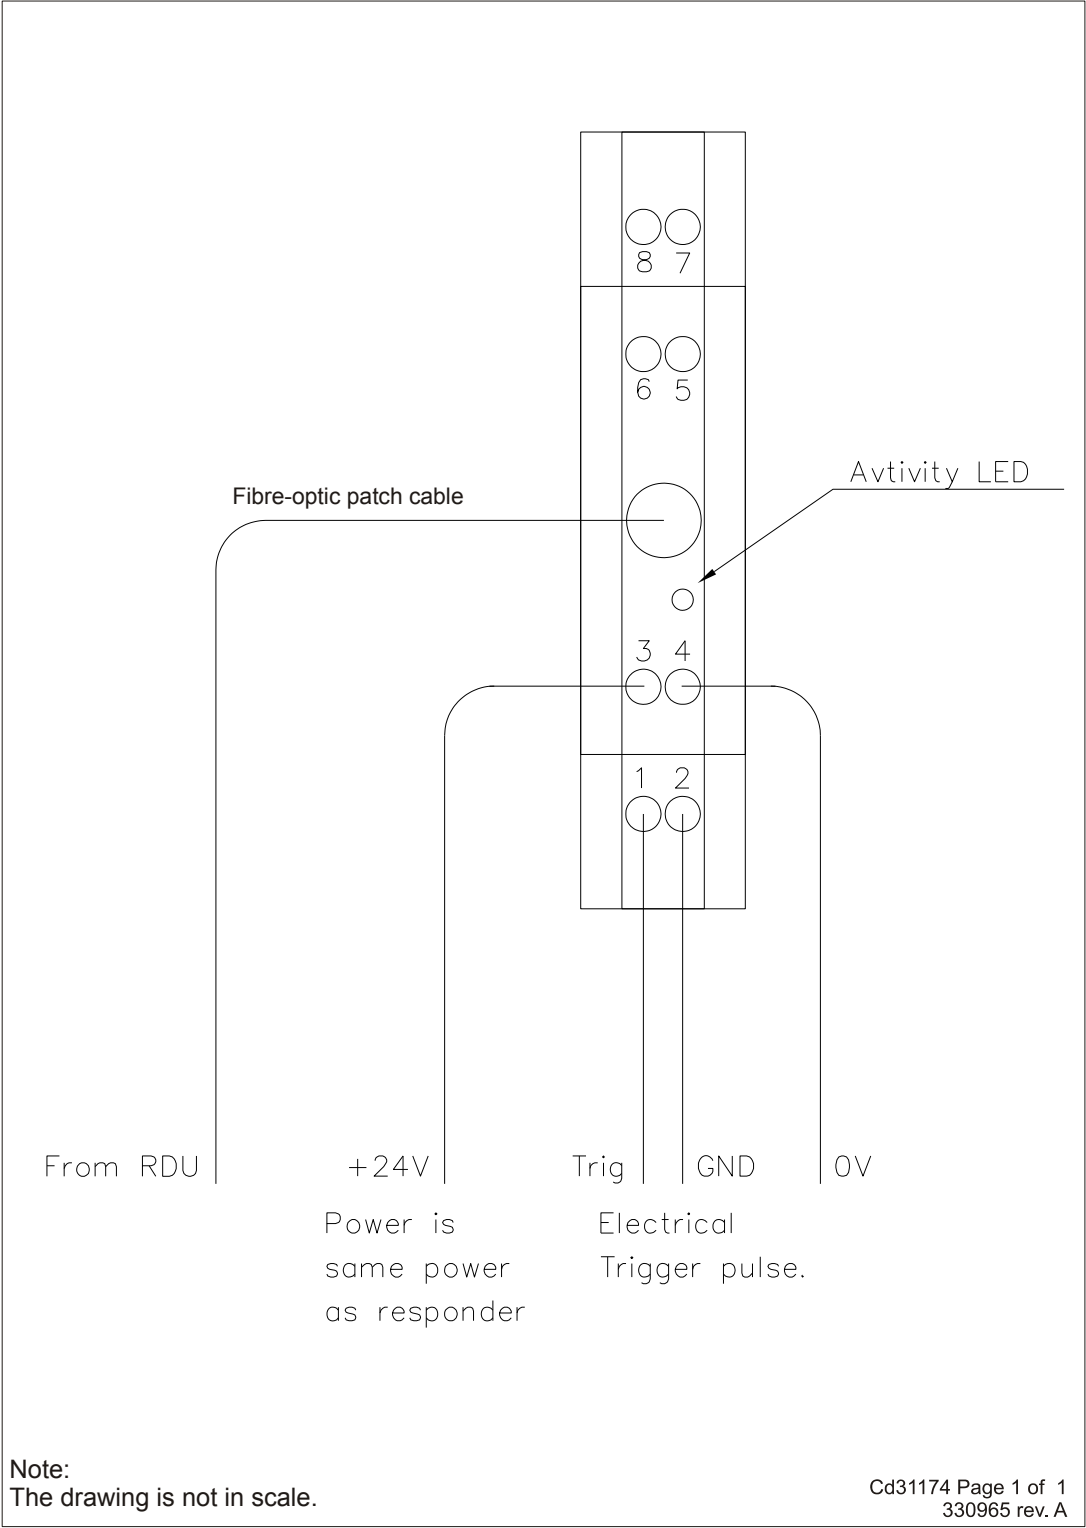 8 7
6 5
Avtivity LED
Fibre-optic patch cable
3 4
1 2
From RDU
+24V
Trig
GND
0V
Power is
same power
as responder
Electrical
Trigger pulse.
Note:
The drawing is not in scale.
Cd31174 Page 1 of 1
330965 rev. A